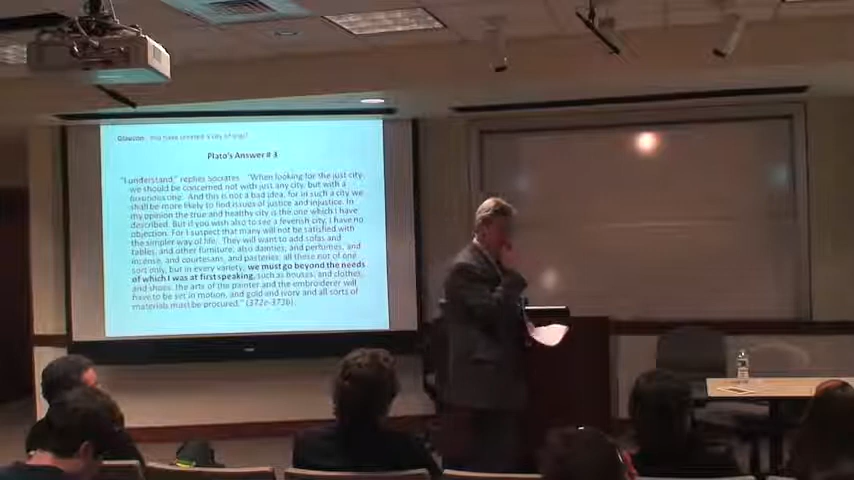 Glaucon: You have created a city of pigs!
Plato's Answer # 3
"I understand," replies Socrates. "When looking for the just city,
we should be concerned not with just any city, but with a
luxurious one. And this is not a bad idea, for in such a city we
shall be more likely to find issues of justice and injustice. In
my opinion the true and healthy city is the one which I have
described. But if you wish also to see a feverish city, I have no
objection. For I suspect that many will not be satisfied with
the simpler way of life. They will want to add sofas and
tables, and other furniture, also dainties, and perfumes, and
incense, and courtesans, and pastries, all these not of one
sort only, but in every variety; we must go beyond the needs
of which I was at first speaking, such as houses, and clothes,
and shoes: the arts of the painter and the embroiderer will
have to be set in motion, and gold and ivory and all sorts of
materials must be procured." (372e-373b).